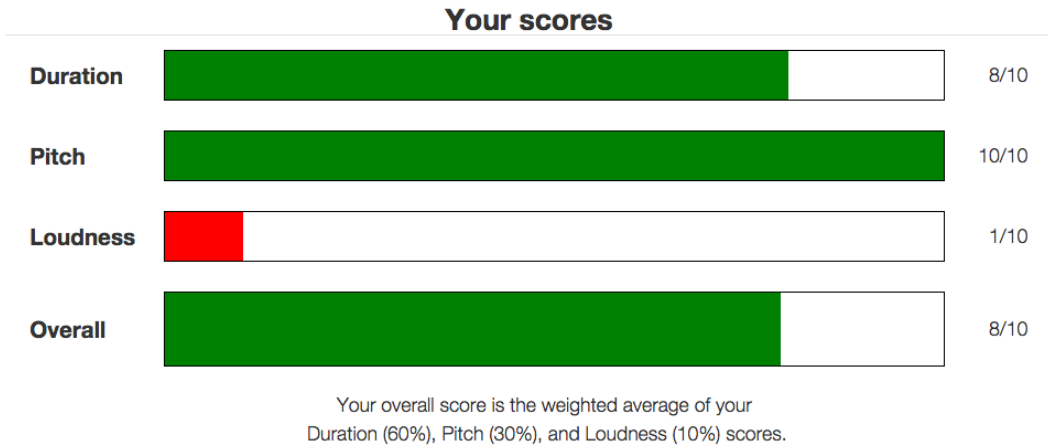 Your scores
Duration 8/10
Pitch 10/10
Loudness 1/10
Overall 8/10
Your overall score is the weighted average of your
Duration (60%), Pitch (30%), and Loudness (10%) scores.